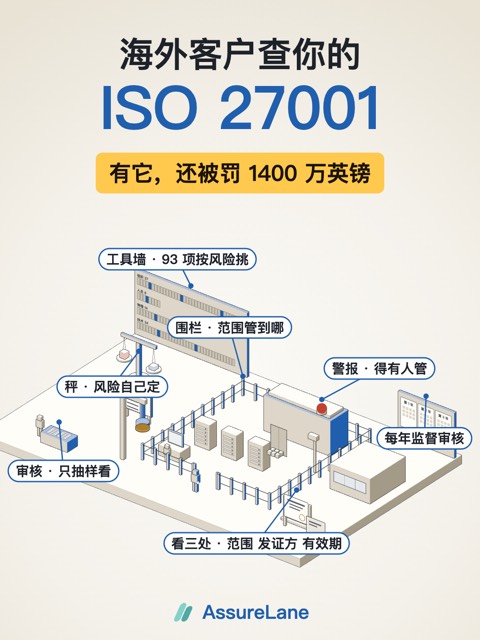 海外客户查你的
ISO 27001
有它，还被罚 1400 万英镑
工具墙 · 93 项按风险挑
围栏 · 范围管到哪
警报 · 得有人管
秤 · 风险自己定
每年监督审核
审核 · 只抽样看
看三处 · 范围 发证方 有效期
AssureLane